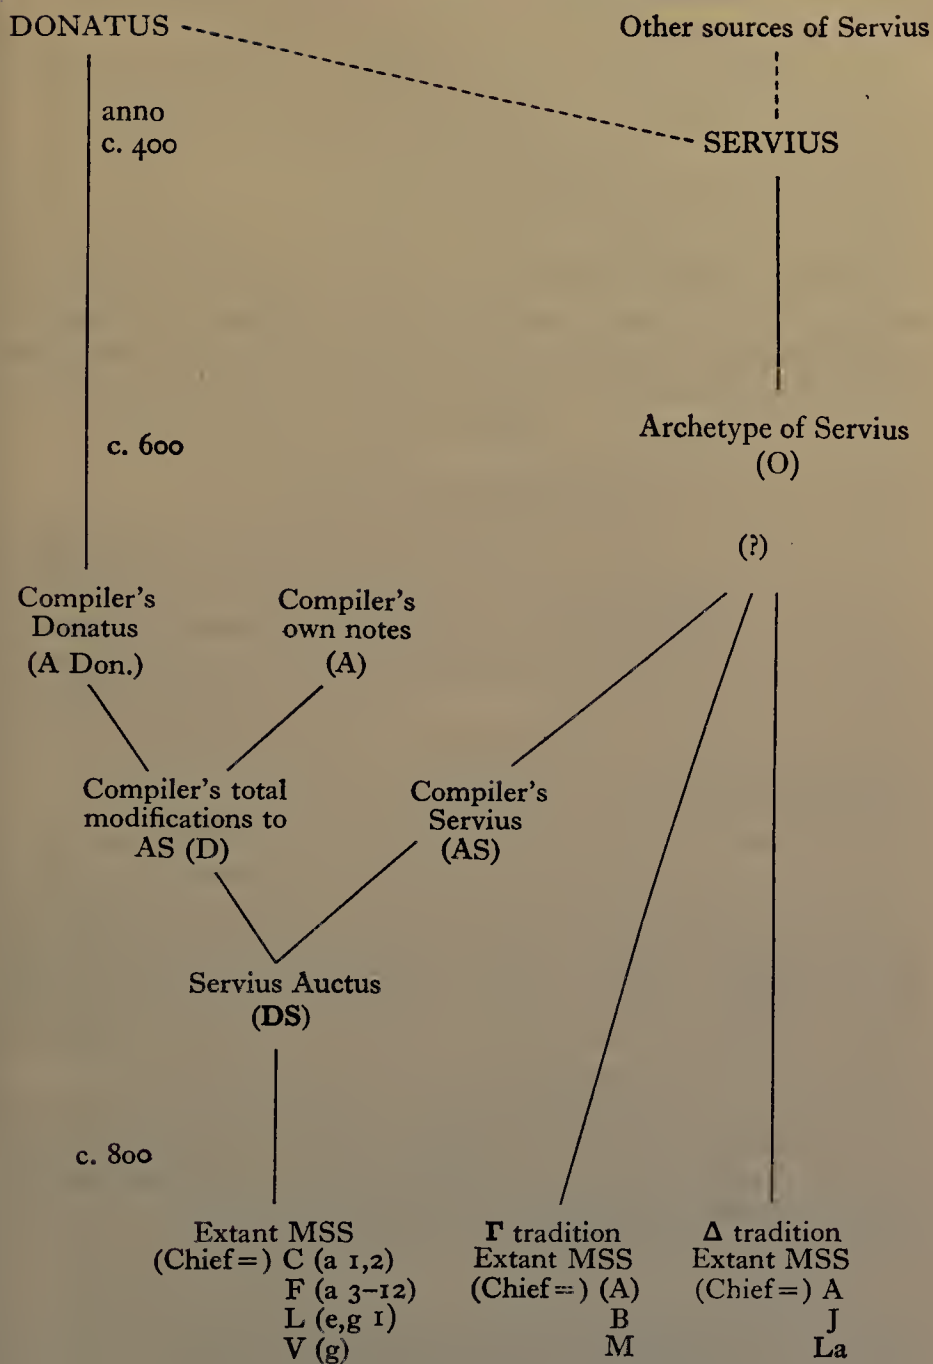 DONATUS
Other sources of Servius
anno
c. 400
SERVIUS
Archetype of Servius
(O)
c. 600
(?)
Compiler's
Donatus
(A Don.)
Compiler's
own notes
(A)
Compiler's total
modifications to
AS (D)
Compiler's
Servius
(AS)
Servius Auctus
(DS)
c. 800
Extant MSS
(Chief=) C (a 1,2)
F (a 3-12)
L (e,g 1)
V (g)
Γ tradition
Extant MSS
(Chief=) (A)
B
M
Δ tradition
Extant MSS
(Chief=) A
J
La